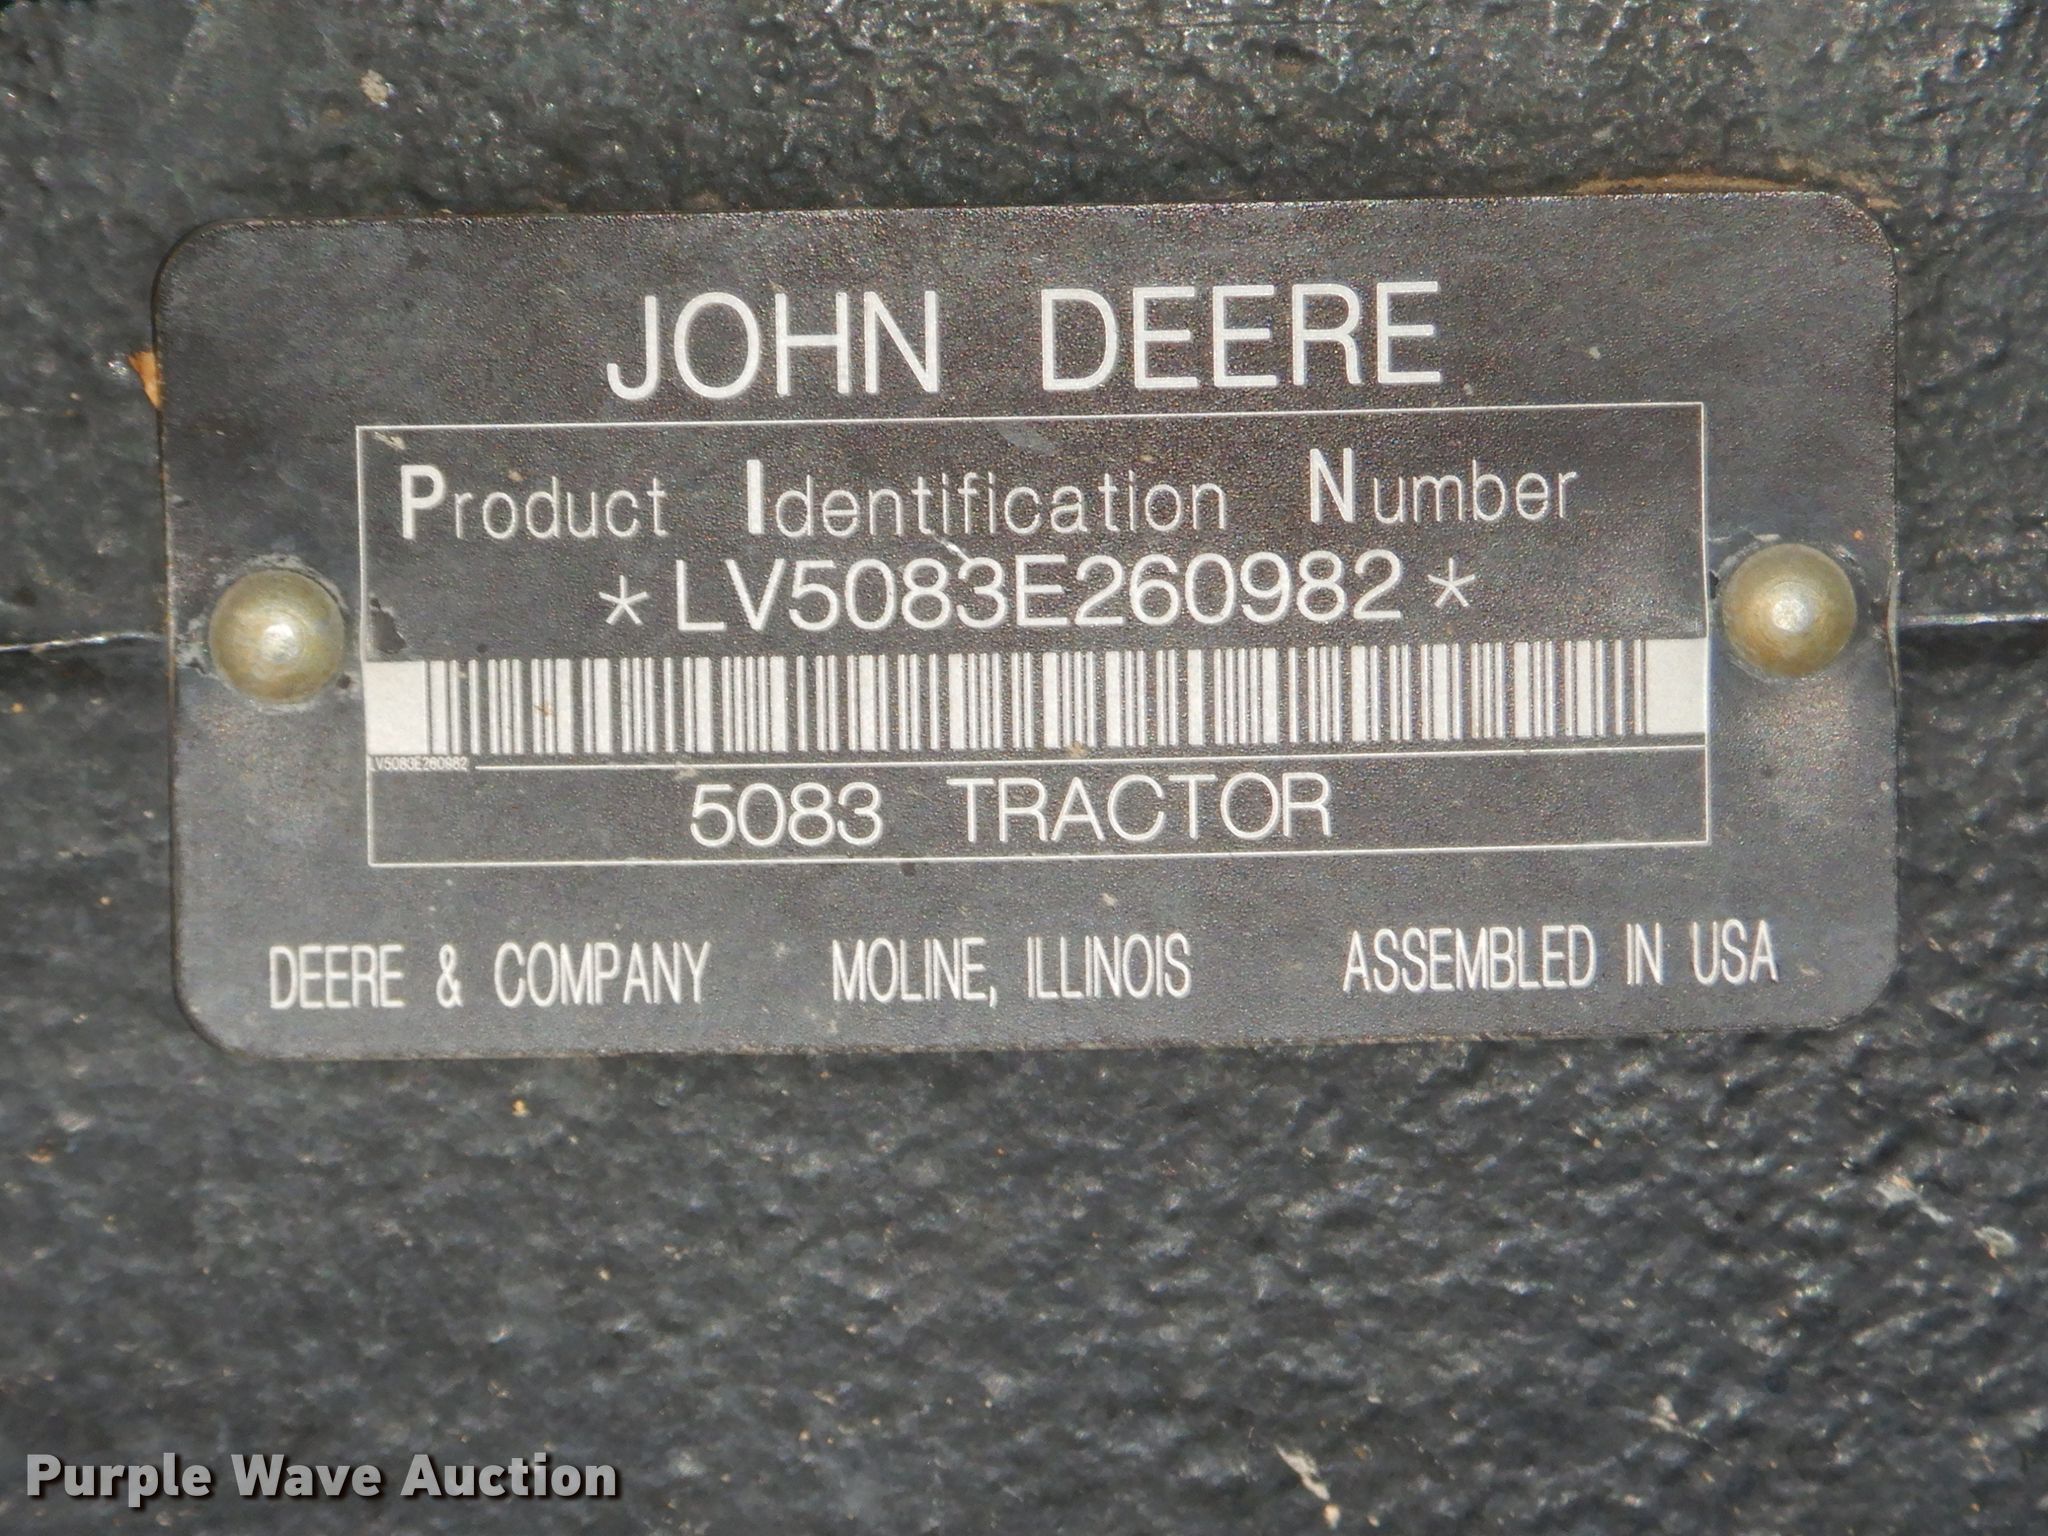 JOHN DEERE
Product Identification Number
*LV5083E260982*
LV5083E260982
5083 TRACTOR
DEERE & COMPANY MOLINE, ILLINOIS ASSEMBLED IN USA
Purple Wave Auction